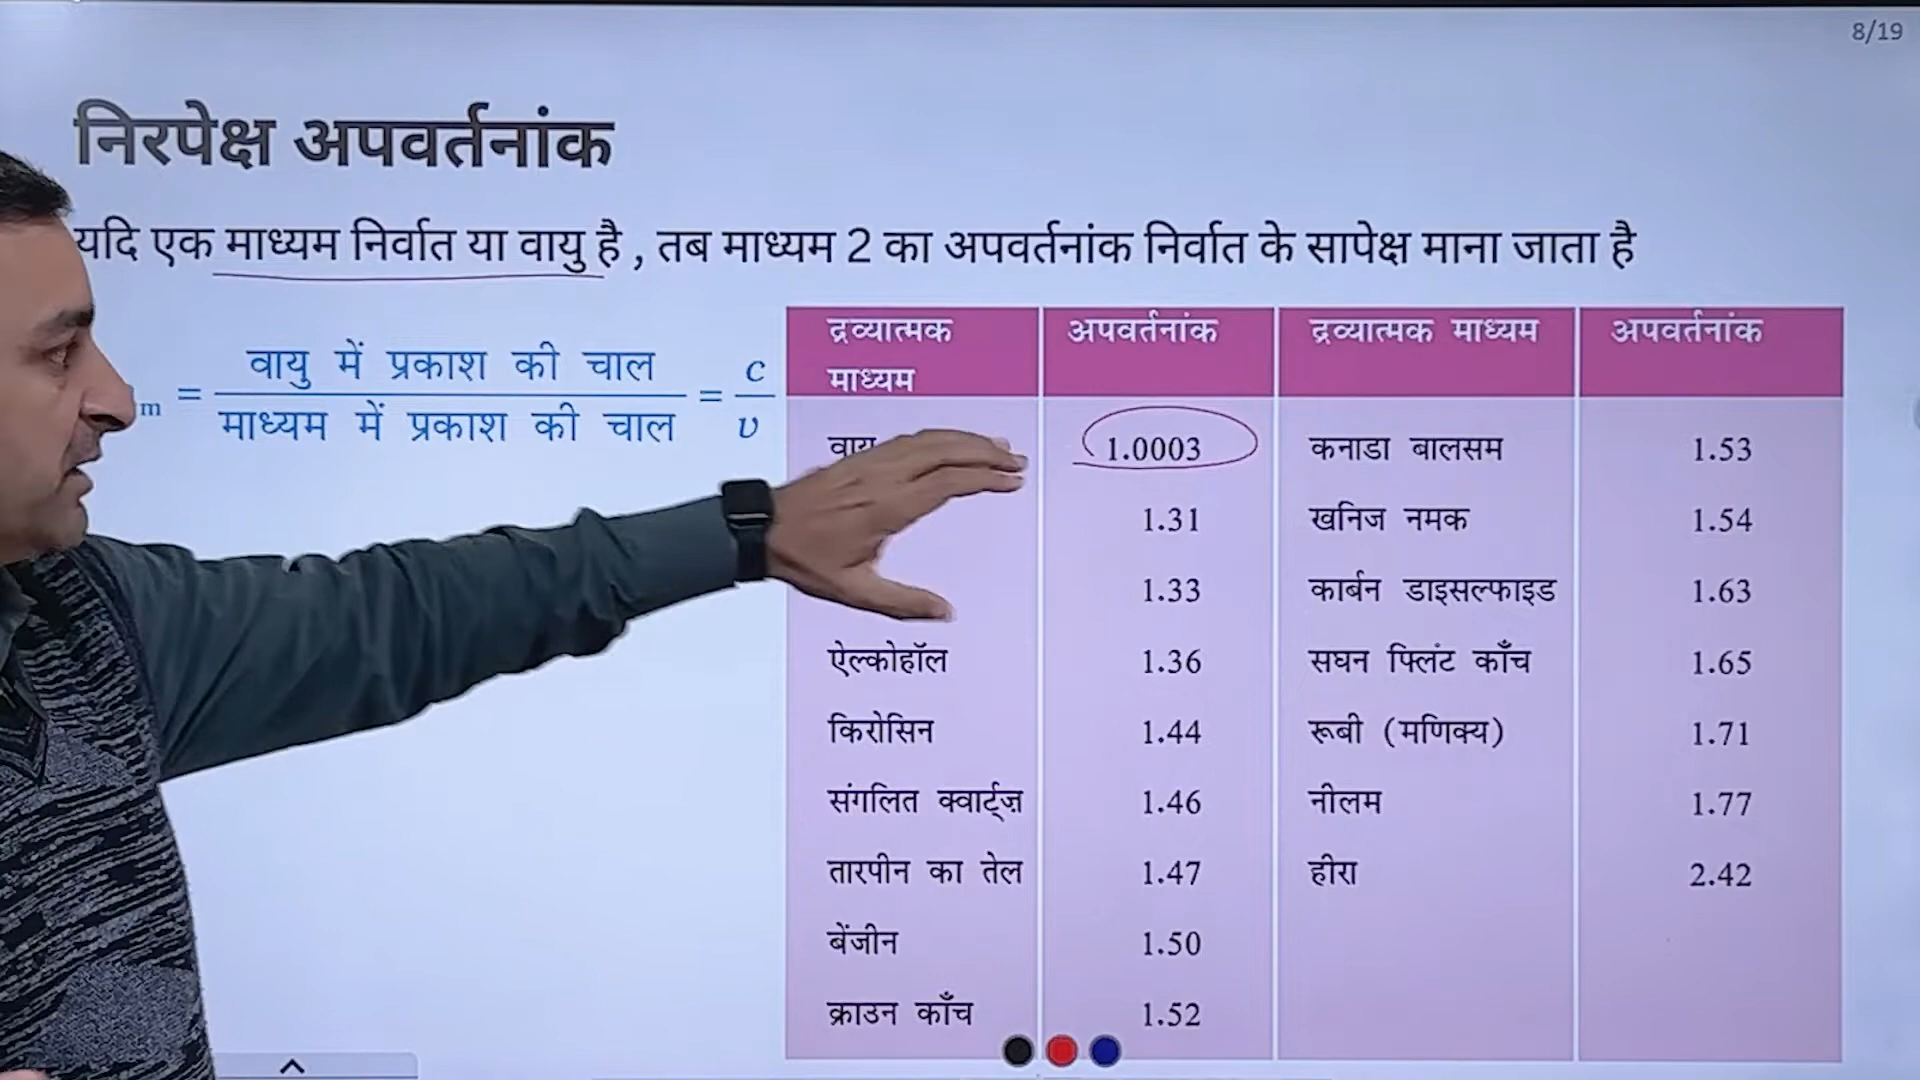 8/19
निरपेक्ष अपवर्तनांक
यदि एक माध्यम निर्वात या वायु है , तब माध्यम 2 का अपवर्तनांक निर्वात के सापेक्ष माना जाता है
m = वायु में प्रकाश की चाल / माध्यम में प्रकाश की चाल = c / υ
द्रव्यात्मक माध्यम अपवर्तनांक द्रव्यात्मक माध्यम अपवर्तनांक
वायु 1.0003 कनाडा बालसम 1.53
1.31 खनिज नमक 1.54
1.33 कार्बन डाइसल्फाइड 1.63
ऐल्कोहॉल 1.36 सघन फ्लिंट काँच 1.65
किरोसिन 1.44 रूबी (मणिक्य) 1.71
संगलित क्वार्ट्ज़ 1.46 नीलम 1.77
तारपीन का तेल 1.47 हीरा 2.42
बेंजीन 1.50
क्राउन काँच 1.52